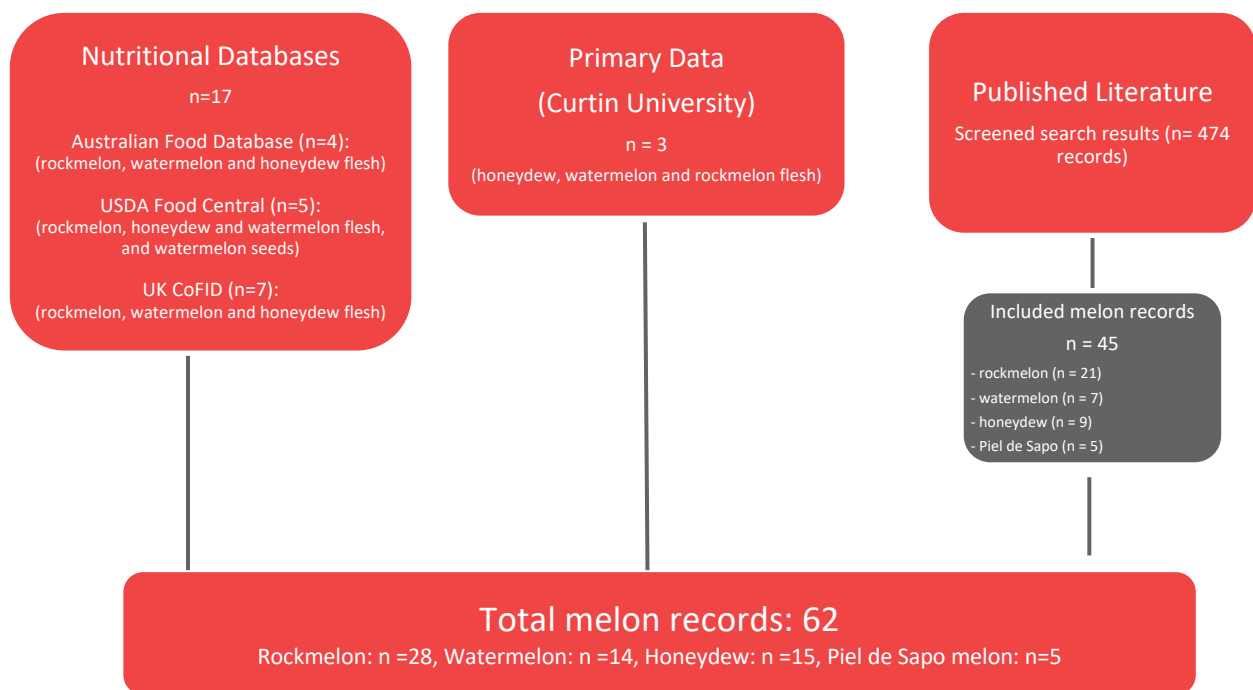 Nutritional Databases
n=17
Australian Food Database (n=4):
(rockmelon, watermelon and honeydew flesh)
USDA Food Central (n=5):
(rockmelon, honeydew and watermelon flesh,
and watermelon seeds)
UK CoFID (n=7):
(rockmelon, watermelon and honeydew flesh)
Primary Data
(Curtin University)
n = 3
(honeydew, watermelon and rockmelon flesh)
Published Literature
Screened search results (n= 474
records)
Included melon records
n = 45
- rockmelon (n = 21)
- watermelon (n = 7)
- honeydew (n = 9)
- Piel de Sapo (n = 5)
Total melon records: 62
Rockmelon: n =28, Watermelon: n =14, Honeydew: n =15, Piel de Sapo melon: n=5